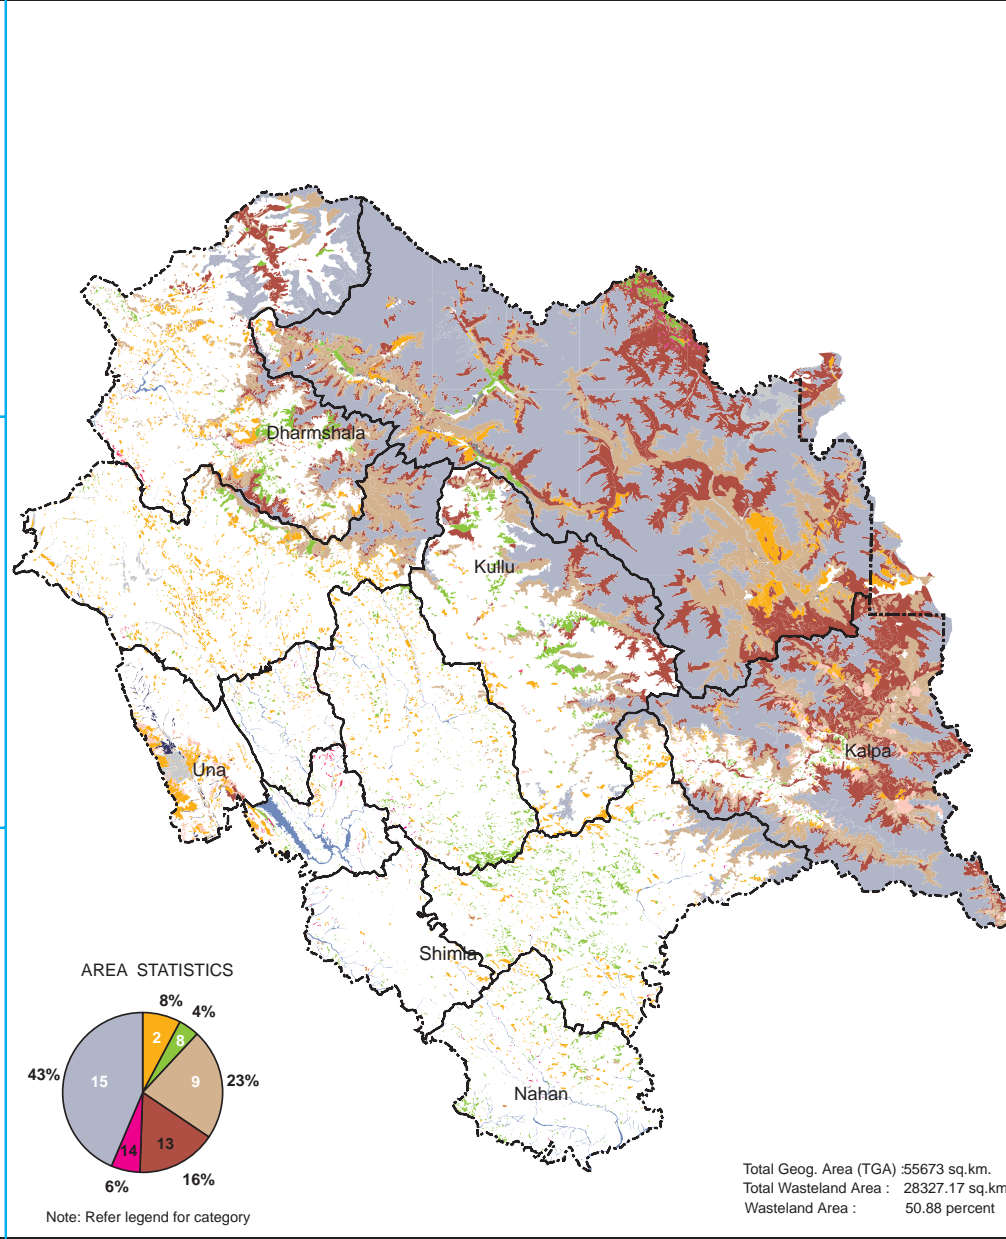 Dharmshala
Kullu
Kalpa
Una
Shimla
Nahan
AREA STATISTICS
8%
4%
2
8
43%
15
9
23%
14
13
6%
16%
Note: Refer legend for category
Total Geog. Area (TGA) :55673 sq.km.
Total Wasteland Area : 28327.17 sq.km
Wasteland Area : 50.88 percent